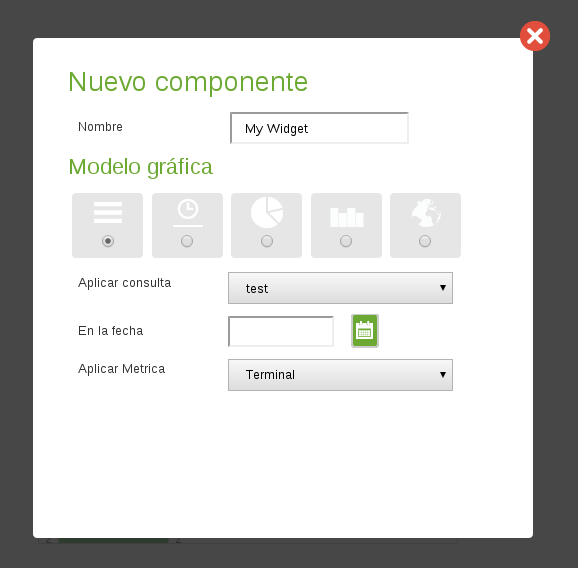 Nuevo componente
Nombre
My Widget
Modelo gráfica
Aplicar consulta
test
En la fecha
Aplicar Metrica
Terminal